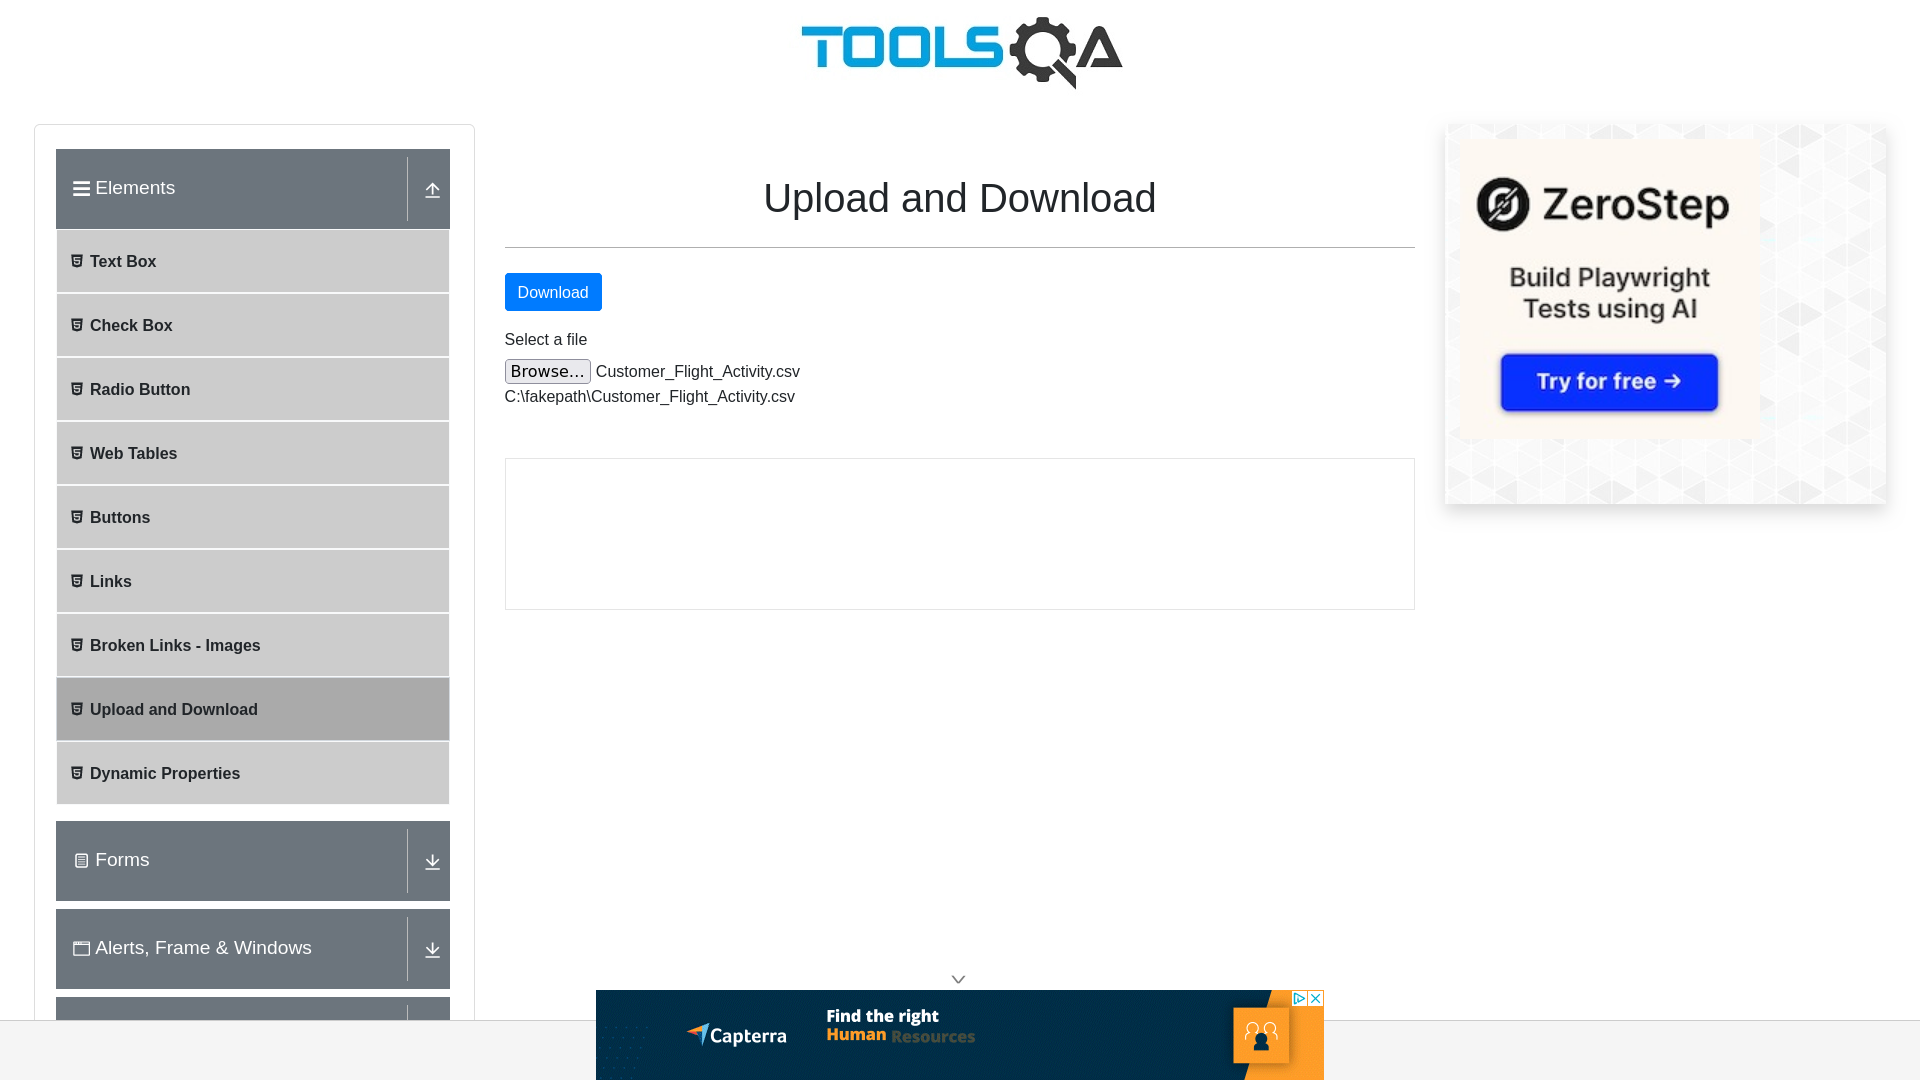 TOOLSQA
Elements
Text Box
Check Box
Radio Button
Web Tables
Buttons
Links
Broken Links - Images
Upload and Download
Dynamic Properties
Forms
Alerts, Frame & Windows
Upload and Download
Download
Select a file
Browse...
Customer_Flight_Activity.csv
C:\fakepath\Customer_Flight_Activity.csv
ZeroStep
Build Playwright
Tests using AI
Try for free →
Capterra
Find the right
Human Resources